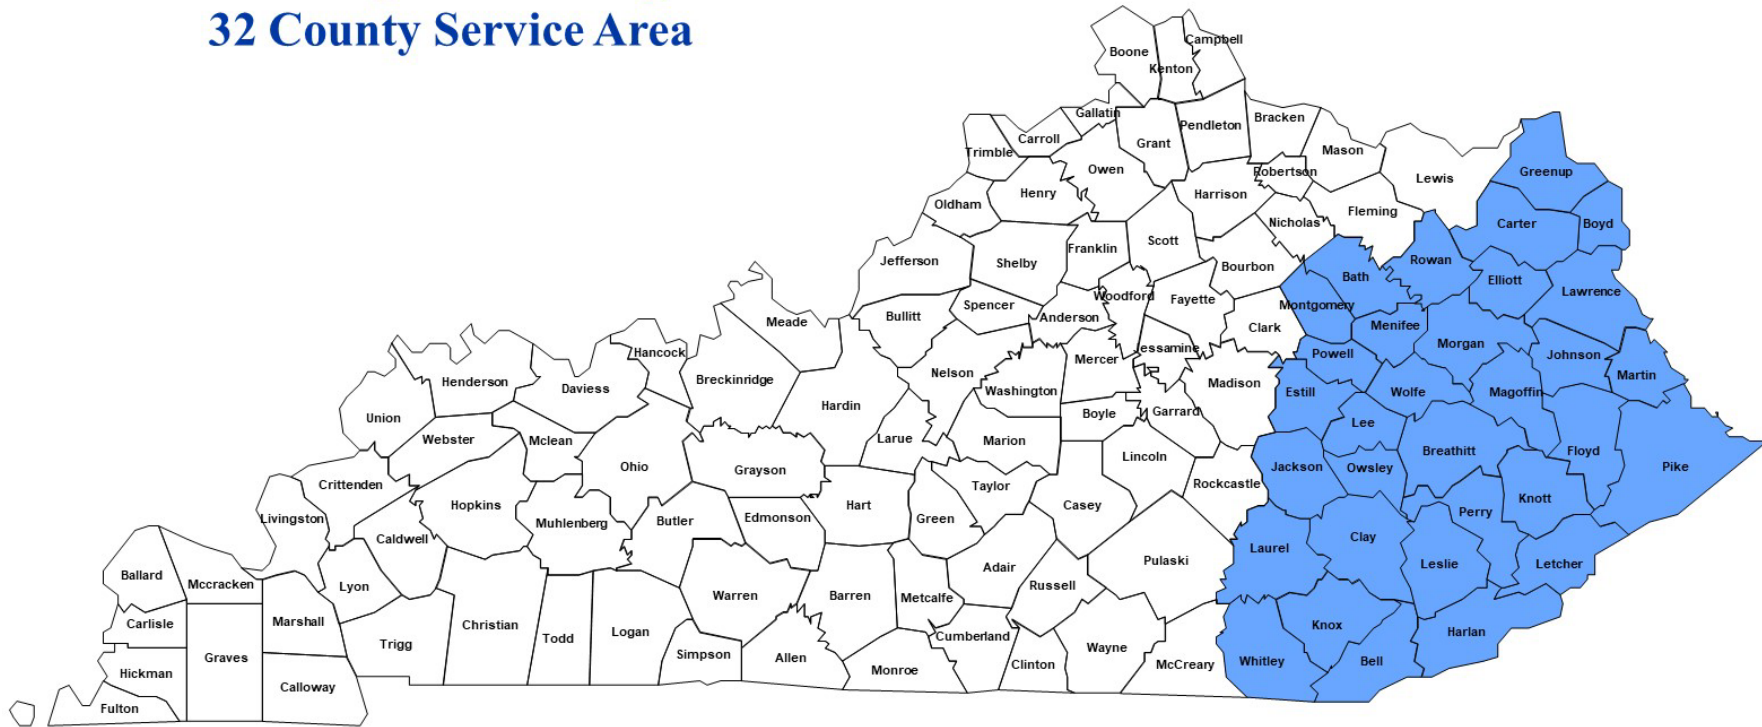 32 County Service Area
Boone
Campbell
Kenton
Gallatin
Carroll
Trimble
Grant
Pendleton
Bracken
Mason
Lewis
Greenup
Owen
Henry
Robertson
Harrison
Fleming
Oldham
Nicholas
Carter
Boyd
Jefferson
Shelby
Franklin
Scott
Bourbon
Bath
Rowan
Elliott
Lawrence
Bullitt
Spencer
Anderson
Woodford
Fayette
Montgomery
Clark
Menifee
Meade
Hancock
Breckinridge
Nelson
Washington
Mercer
Jessamine
Madison
Powell
Morgan
Johnson
Martin
Henderson
Daviess
Union
Hardin
Estill
Wolfe
Magoffin
Webster
Mclean
Larue
Marion
Boyle
Garrard
Lee
Ohio
Grayson
Lincoln
Breathitt
Floyd
Pike
Crittenden
Hopkins
Taylor
Rockcastle
Jackson
Owsley
Livingston
Muhlenberg
Butler
Edmonson
Hart
Green
Casey
Perry
Knott
Caldwell
Laurel
Clay
Leslie
Letcher
Ballard
Mccracken
Lyon
Adair
Russell
Pulaski
Carlisle
Marshall
Christian
Todd
Logan
Warren
Barren
Metcalfe
Cumberland
Knox
Harlan
Trigg
Graves
Hickman
Simpson
Allen
Monroe
Clinton
Wayne
McCreary
Whitley
Bell
Calloway
Fulton